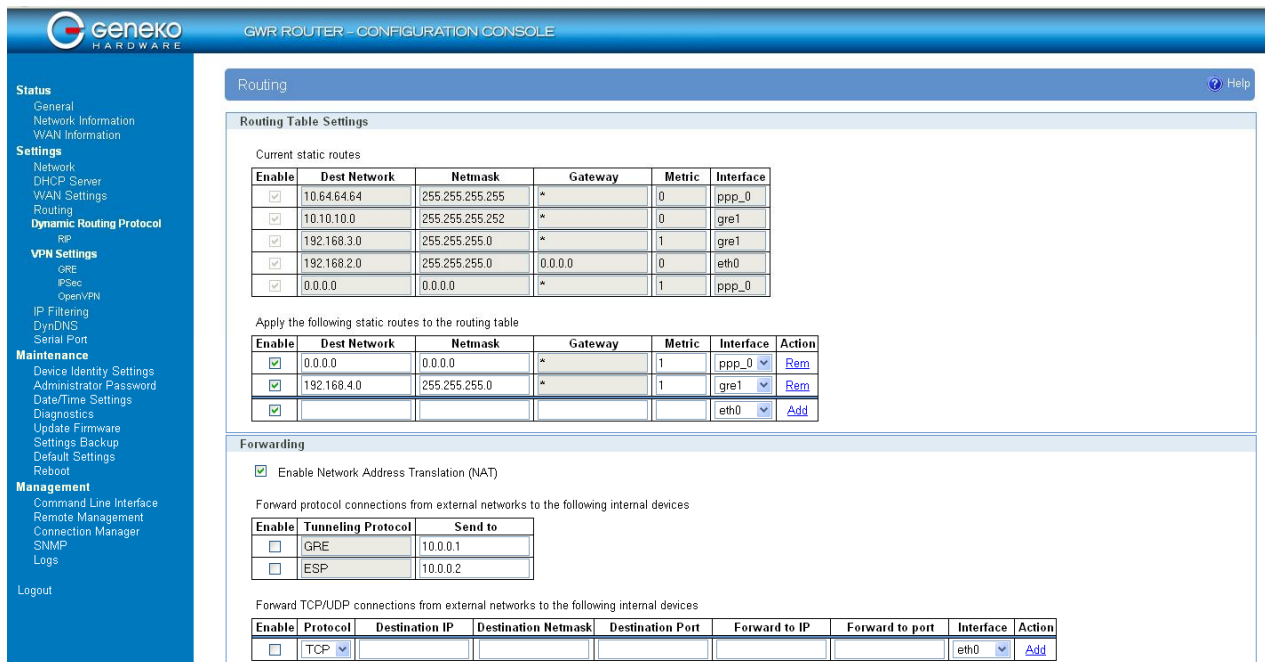 Geneko
HARDWARE
GWR ROUTER – CONFIGURATION CONSOLE
Status
General
Network Information
WAN Information
Settings
Network
DHCP Server
WAN Settings
Routing
Dynamic Routing Protocol
RIP
VPN Settings
GRE
IPSec
OpenVPN
IP Filtering
DynDNS
Serial Port
Maintenance
Device Identity Settings
Administrator Password
Date/Time Settings
Diagnostics
Update Firmware
Settings Backup
Default Settings
Reboot
Management
Command Line Interface
Remote Management
Connection Manager
SNMP
Logs
Logout
Routing ? Help
Routing Table Settings
Current static routes
Enable Dest Network Netmask Gateway Metric Interface
10.64.64.64 255.255.255.255 * 0 ppp_0
10.10.10.0 255.255.255.252 * 0 gre1
192.168.3.0 255.255.255.0 * 1 gre1
192.168.2.0 255.255.255.0 0.0.0.0 0 eth0
0.0.0.0 0.0.0.0 * 1 ppp_0
Apply the following static routes to the routing table
Enable Dest Network Netmask Gateway Metric Interface Action
0.0.0.0 0.0.0.0 * 1 ppp_0 Rem
192.168.4.0 255.255.255.0 * 1 gre1 Rem
eth0 Add
Forwarding
Enable Network Address Translation (NAT)
Forward protocol connections from external networks to the following internal devices
Enable Tunneling Protocol Send to
GRE 10.0.0.1
ESP 10.0.0.2
Forward TCP/UDP connections from external networks to the following internal devices
Enable Protocol Destination IP Destination Netmask Destination Port Forward to IP Forward to port Interface Action
TCP eth0 Add